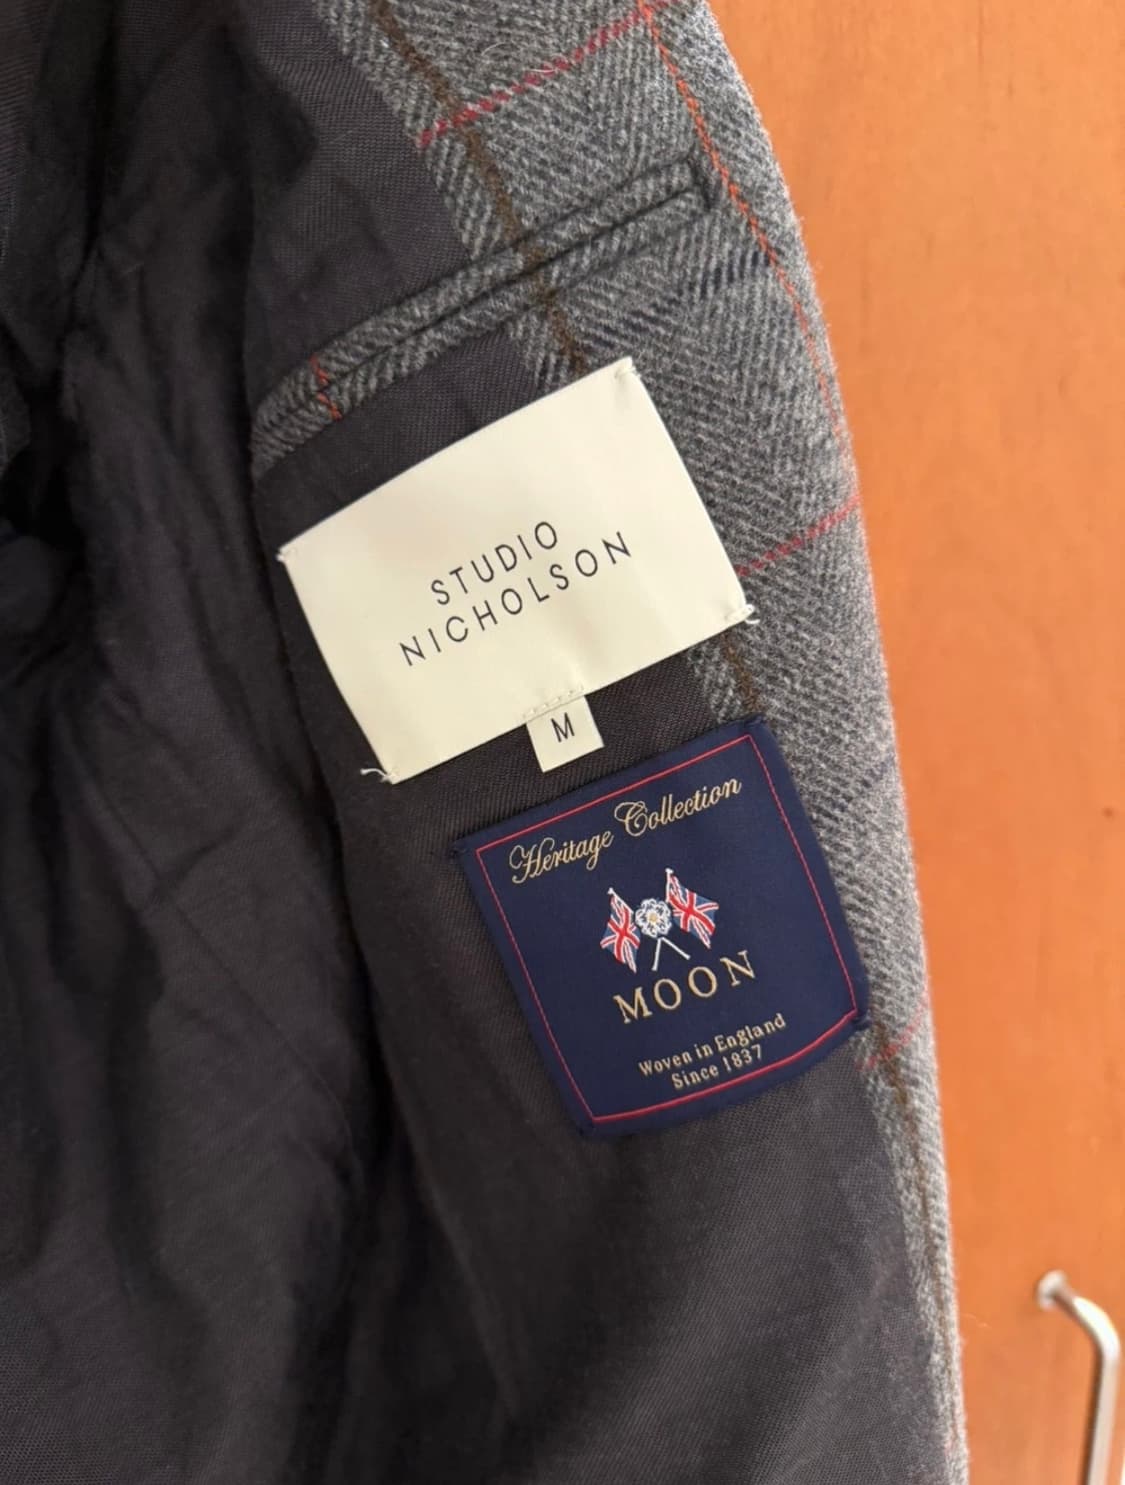 STUDIO
NICHOLSON
M
Heritage Collection
MOON
Woven in England
Since 1837